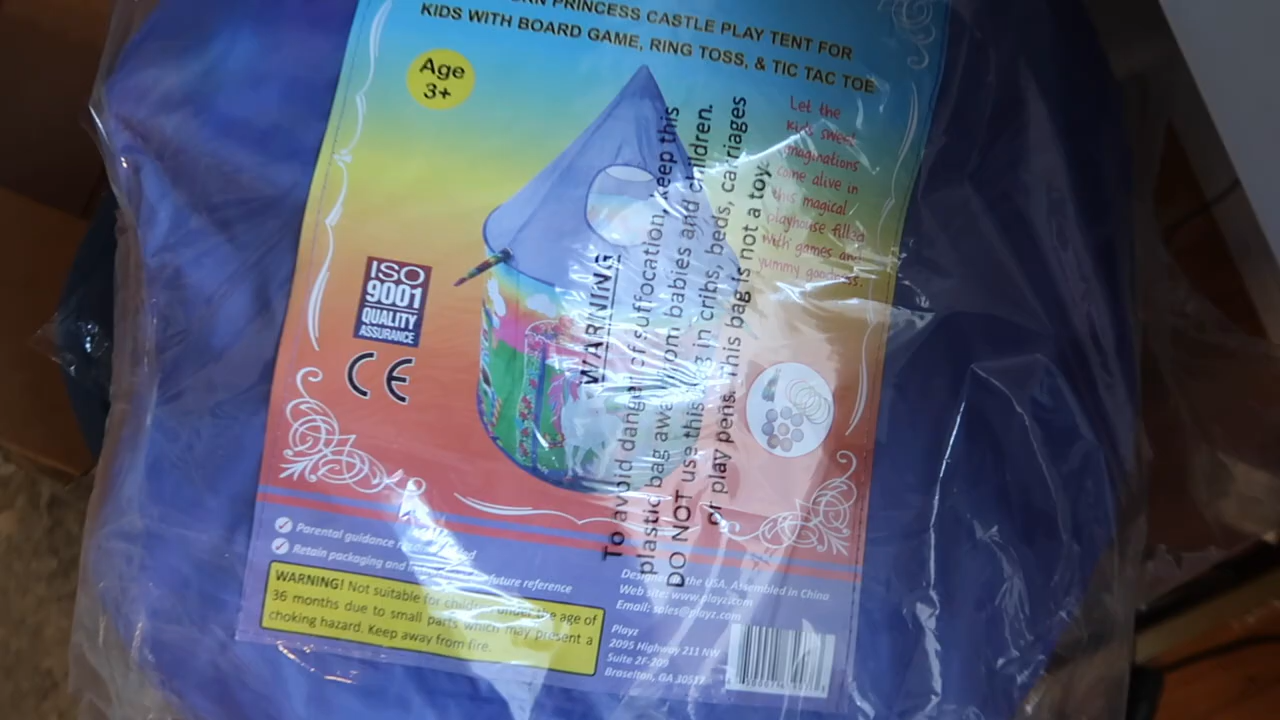 PRINCESS CASTLE PLAY TENT FOR
KIDS WITH BOARD GAME, RING TOSS, & TIC TAC TOE
Age
3+
Let the
kids sweet
imaginations
come alive in
this magical
playhouse filled
with games and
yummy goodness.
ISO
9001
QUALITY
ASSURANCE
CE
WARNING
To avoid danger of suffocation, keep this
plastic bag away from babies and children.
DO NOT use this bag in cribs, beds, carriages
or play pens. This bag is not a toy.
Parental guidance
Retain packaging and future reference
WARNING! Not suitable for children under the age of
36 months due to small parts which may present a
choking hazard. Keep away from fire.
Designed in the USA. Assembled in China
Web site: www.playz.com
Email: sales@playz.com
Playz
2095 Highway 211 NW
Suite 2F-209
Braselton, GA 30517